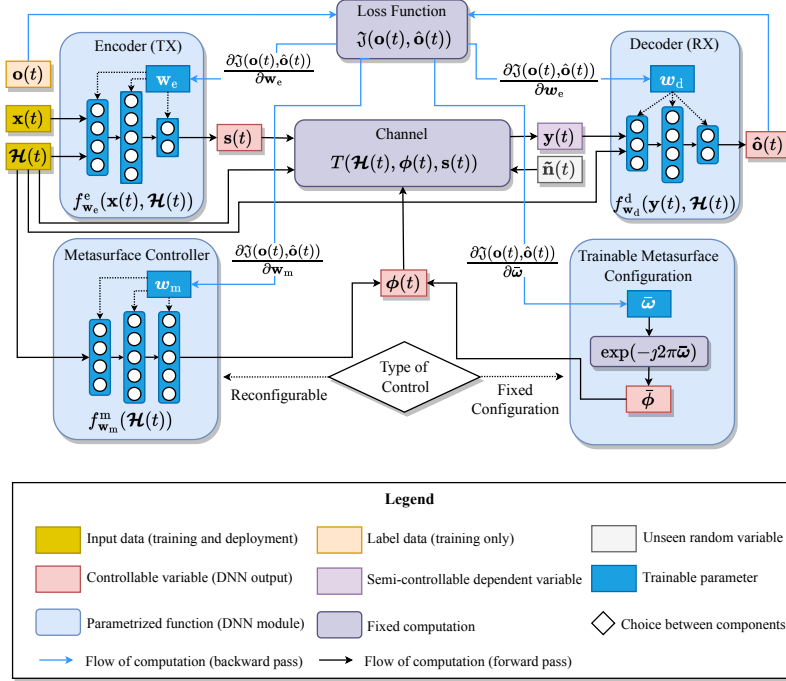 Loss Function
𝔍(o(t), ô(t))
Encoder (TX)
Decoder (RX)
o(t)
x(t)
𝓗(t)
w_e
∂𝔍(o(t),ô(t))
∂w_e
∂𝔍(o(t),ô(t))
∂w_e
w_d
s(t)
Channel
T(𝓗(t), ϕ(t), s(t))
y(t)
ñ(t)
ô(t)
f^e_{w_e}(x(t), 𝓗(t))
f^d_{w_d}(y(t), 𝓗(t))
Metasurface Controller
∂𝔍(o(t),ô(t))
∂w_m
w_m
ϕ(t)
∂𝔍(o(t),ô(t))
∂ω̄
Trainable Metasurface
Configuration
ω̄
exp(−ȷ2πω̄)
ϕ̄
Type of
Control
Reconfigurable
Fixed
Configuration
f^m_{w_m}(𝓗(t))
Legend
Input data (training and deployment)
Label data (training only)
Unseen random variable
Controllable variable (DNN output)
Semi-controllable dependent variable
Trainable parameter
Parametrized function (DNN module)
Fixed computation
Choice between components
Flow of computation (backward pass)
Flow of computation (forward pass)